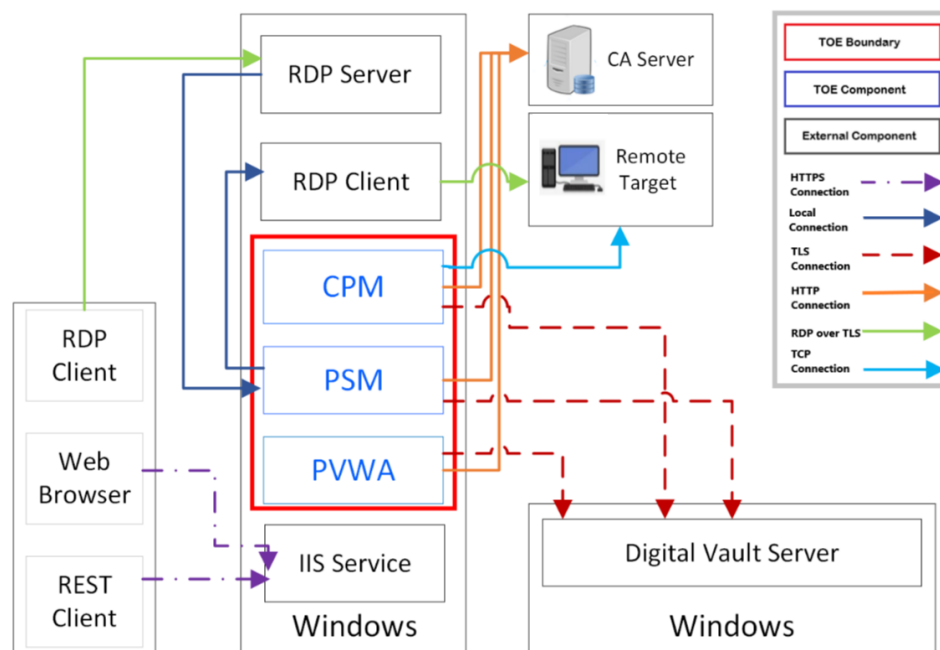 RDP Server
RDP Client
CPM
PSM
PVWA
IIS Service
Windows
RDP
Client
Web
Browser
REST
Client
CA Server
Remote
Target
Digital Vault Server
Windows
TOE Boundary
TOE Component
External Component
HTTPS
Connection
Local
Connection
TLS
Connection
HTTP
Connection
RDP over TLS
TCP
Connection